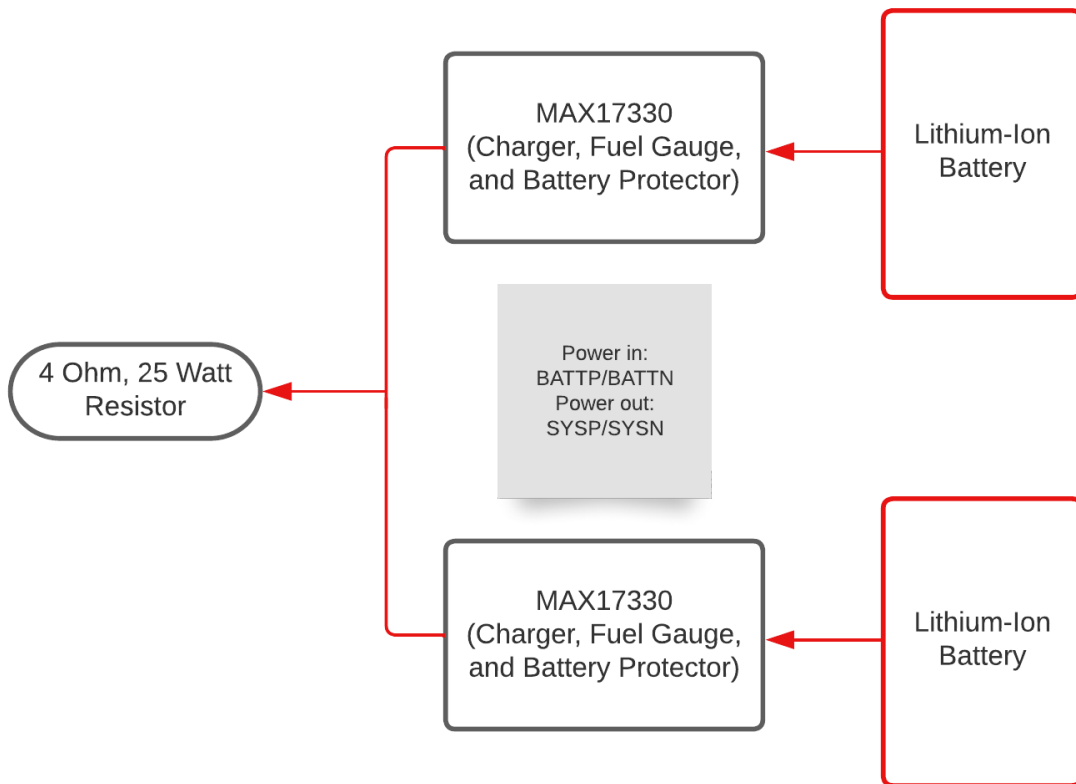 MAX17330
(Charger, Fuel Gauge,
and Battery Protector)
Lithium-Ion
Battery
4 Ohm, 25 Watt
Resistor
Power in:
BATTP/BATTN
Power out:
SYSP/SYSN
MAX17330
(Charger, Fuel Gauge,
and Battery Protector)
Lithium-Ion
Battery